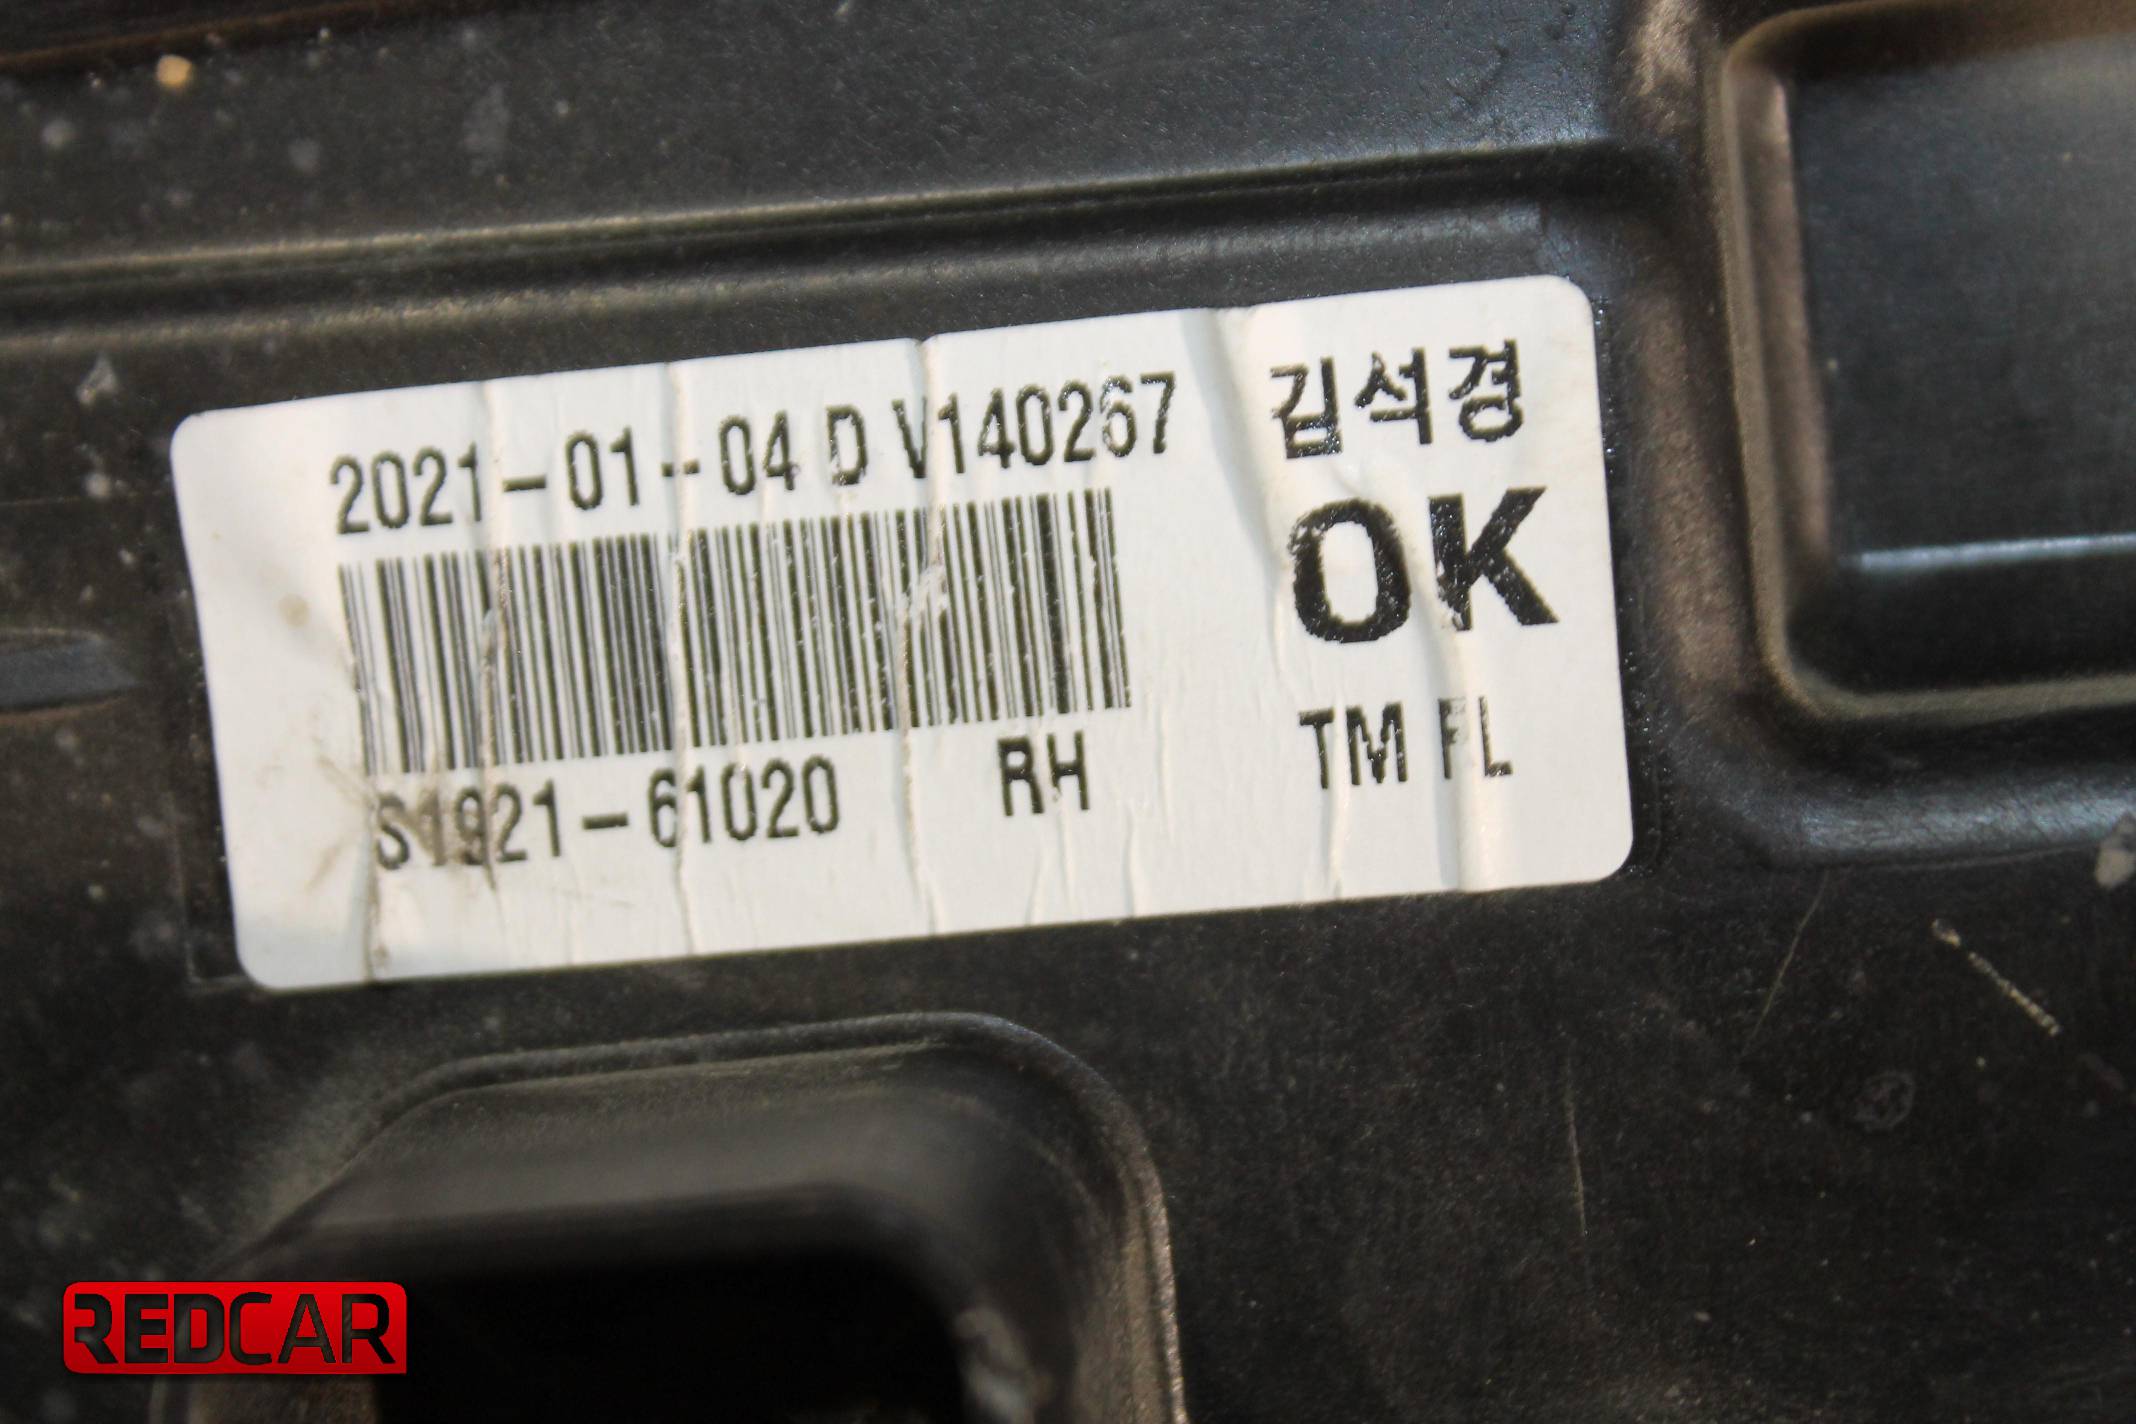 2021-01-04 D V140267
김석경
OK
S1921-61020 RH
TM FL
REDCAR